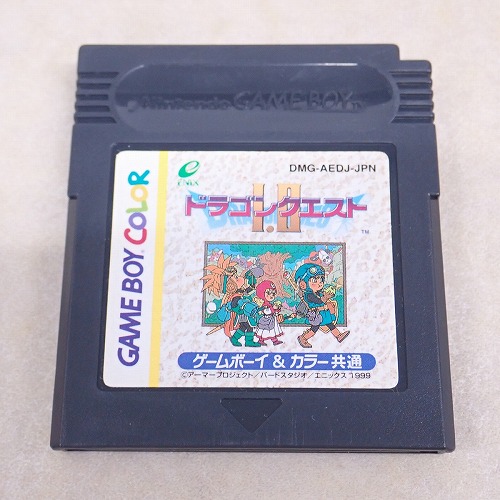 Nintendo GAME BOY
DMG-AEDJ-JPN
ENIX
ドラゴンクエスト
I・II
TM
GAME BOY COLOR
ゲームボーイ & カラー共通
©アーマープロジェクト/バードスタジオ/エニックス 1999